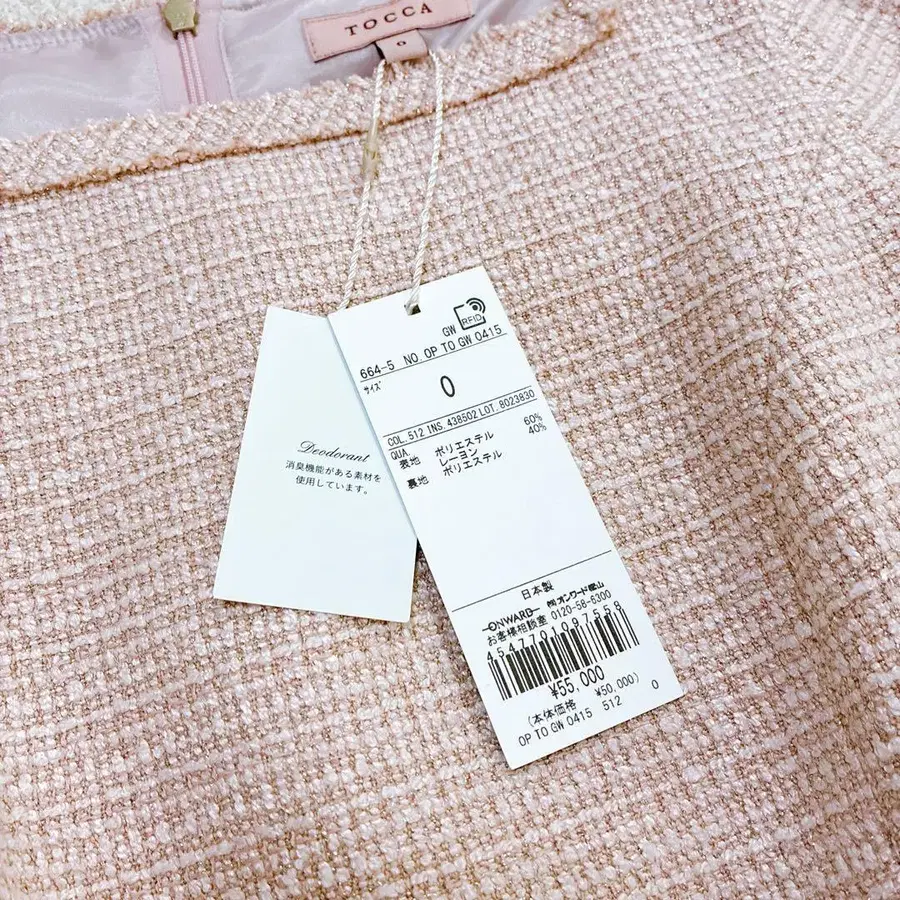 TOCCA
0
Deodorant
消臭機能がある素材を
使用しています。
GW RFID
664-5 NO. OP TO GW 0415
サイズ 0
COL. 512 INS. 438502 LOT. 8023830
QUA.
表地 ポリエステル 60%
レーヨン 40%
裏地 ポリエステル
日本製
ONWARD ㈱オンワード樫山
お客様相談室 0120-58-6300
4547701097558
¥55,000
(本体価格 ¥50,000)
OP TO GW 0415 512 0